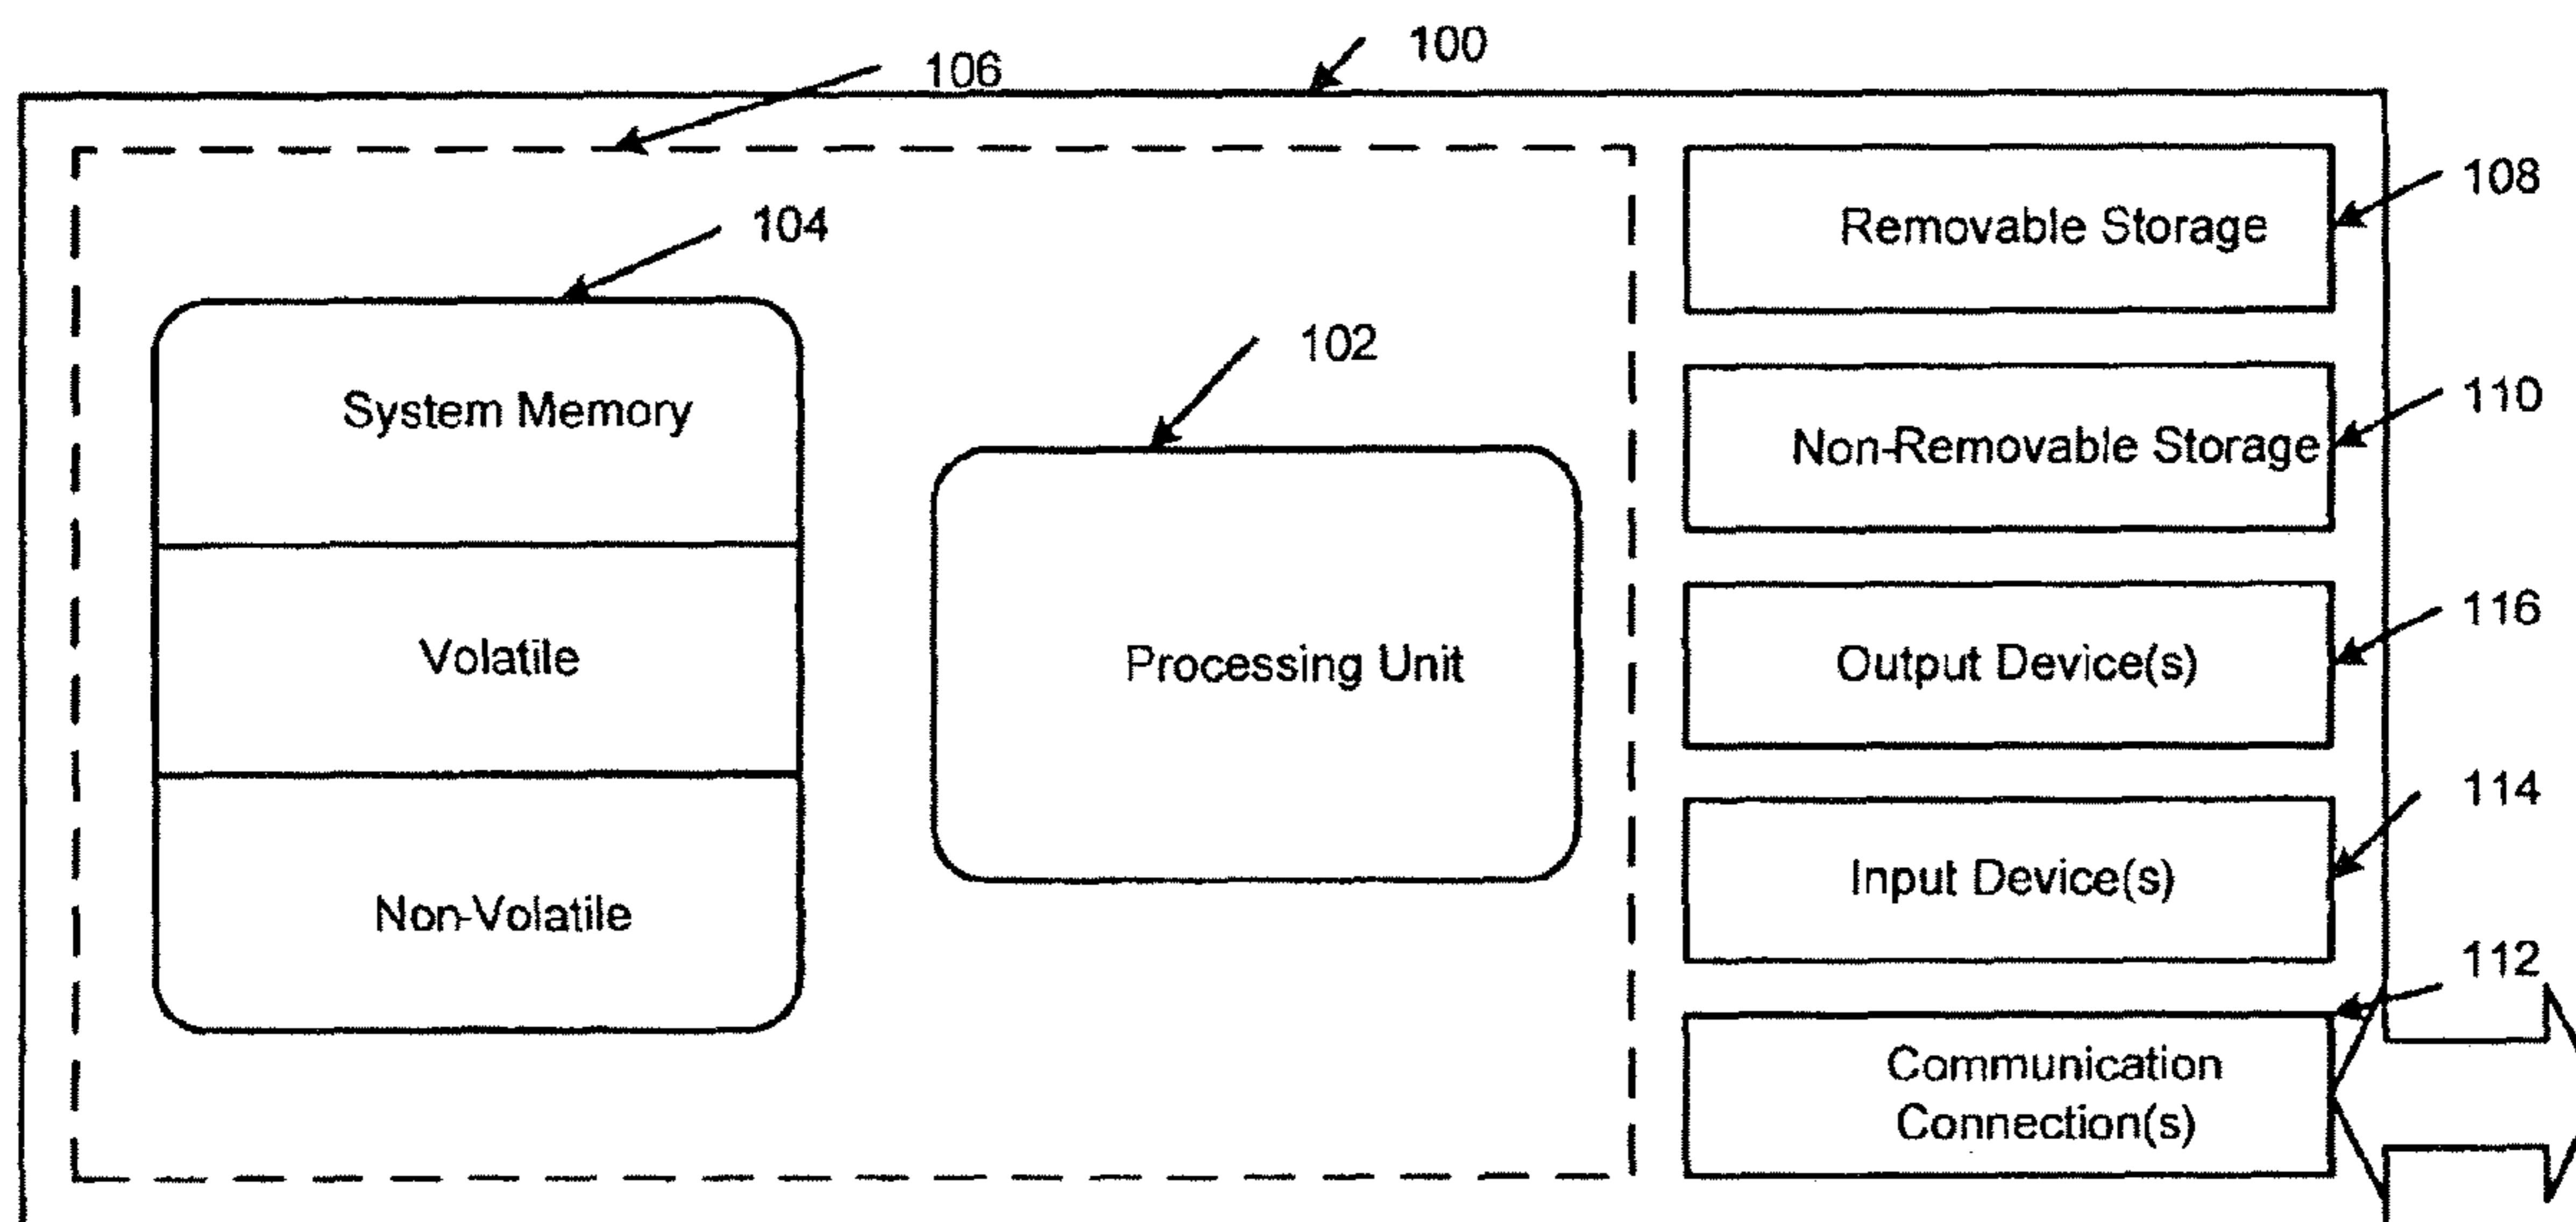 100
106
108
104
Removable Storage
102
110
System Memory
Non-Removable Storage
116
Volatile
Processing Unit
Output Device(s)
114
Input Device(s)
Non-Volatile
112
Communication
Connection(s)